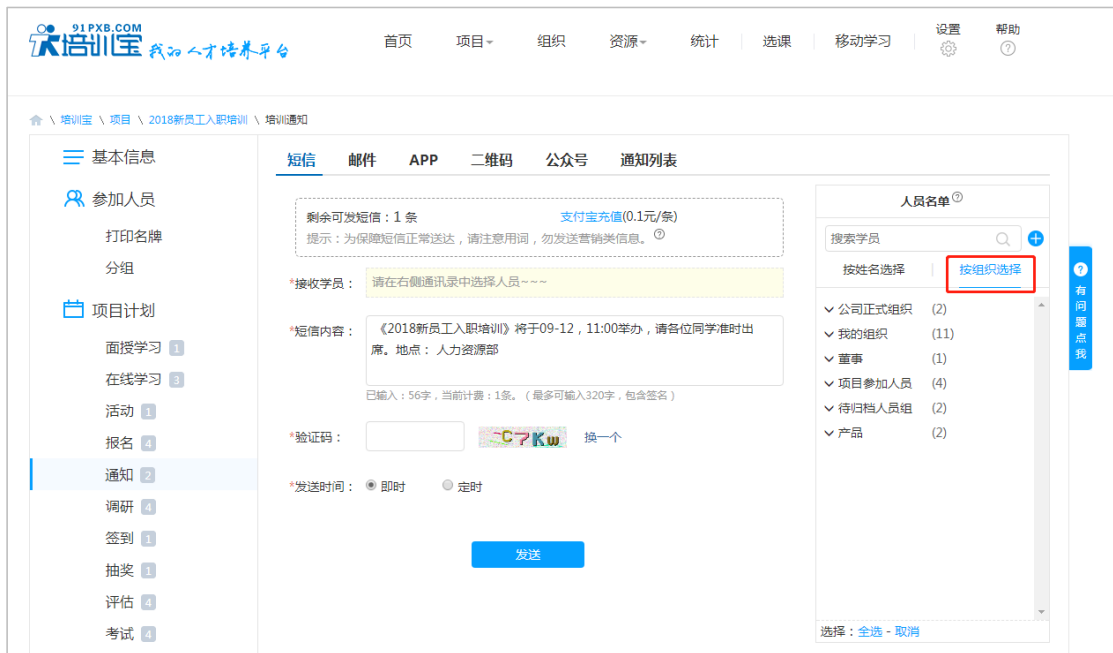 91PXB.COM
培训宝 我的人才培养平台
首页 项目 组织 资源 统计 选课 移动学习 设置 帮助
\ 培训宝 \ 项目 \ 2018新员工入职培训 \ 培训通知
基本信息
参加人员
打印名牌
分组
项目计划
面授学习 1
在线学习 3
活动 1
报名 4
通知 2
调研 4
签到 1
抽奖 1
评估 4
考试 4
短信 邮件 APP 二维码 公众号 通知列表
剩余可发短信：1 条 支付宝充值(0.1元/条)
提示：为保障短信正常送达，请注意用词，勿发送营销类信息。 ?
*接收学员： 请在右侧通讯录中选择人员~~~
*短信内容： 《2018新员工入职培训》将于09-12，11:00举办，请各位同学准时出
席。地点： 人力资源部
已输入：56字，当前计费：1条。（最多可输入320字，包含签名）
*验证码： C7Kw 换一个
*发送时间： 即时 定时
发送
人员名单 ?
搜索学员
按姓名选择 按组织选择
公司正式组织 (2)
我的组织 (11)
董事 (1)
项目参加人员 (4)
待归档人员组 (2)
产品 (2)
选择：全选 - 取消
? 有问题点我